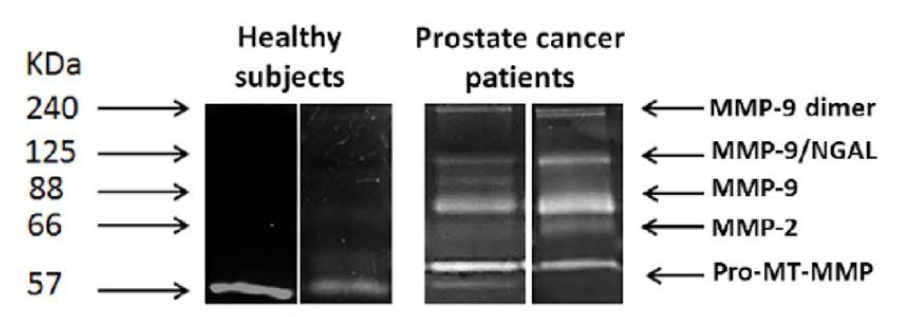 Healthy subjects
Prostate cancer patients
KDa
240
125
88
66
57
MMP-9 dimer
MMP-9/NGAL
MMP-9
MMP-2
Pro-MT-MMP